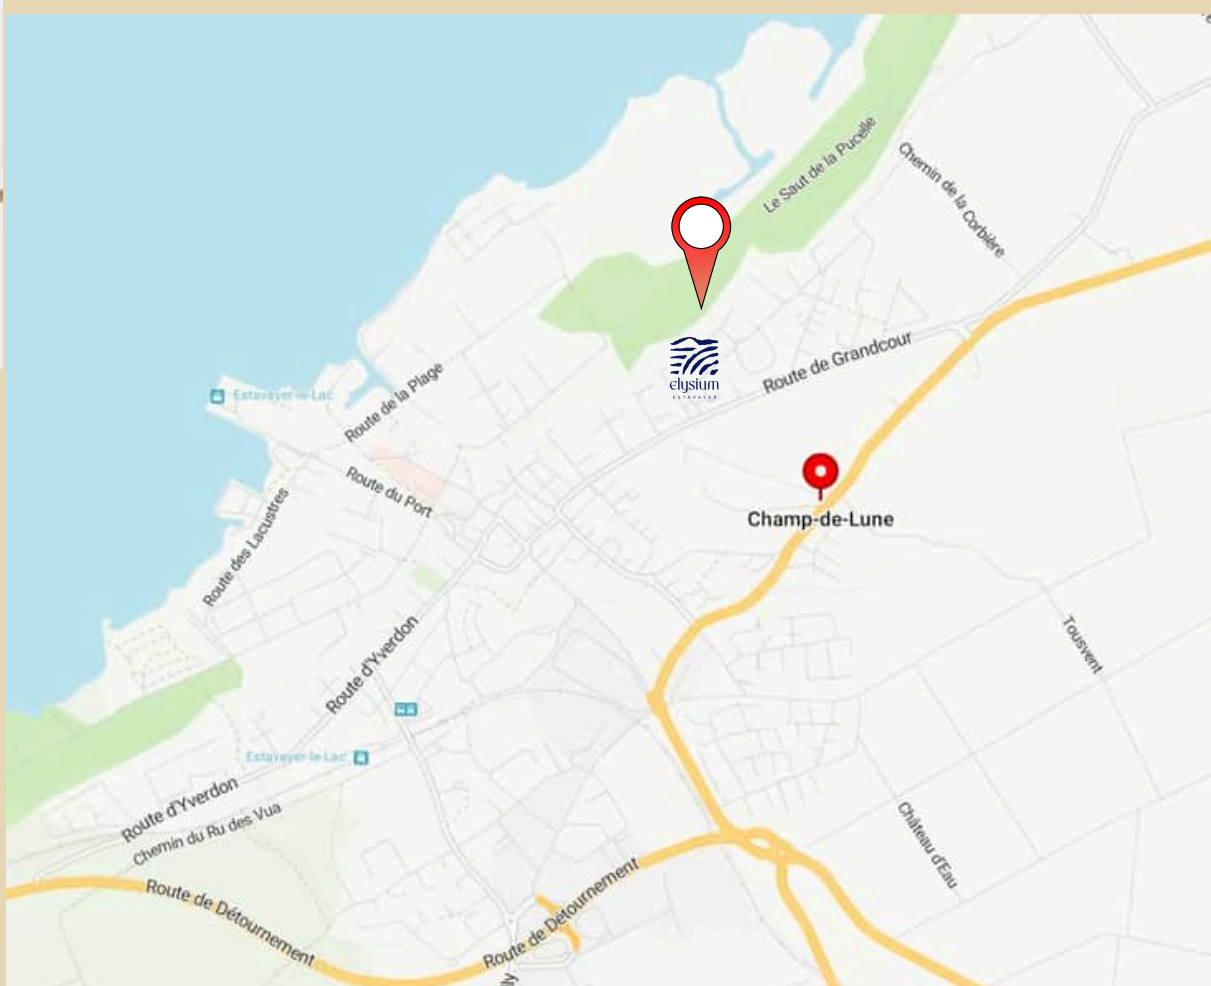 Le Saut de la Pucelle
Chemin de la Corbière
Route de Grandcour
elysium
ESTAVAYER
Route de la Plage
Estavayer-le-Lac
Route du Port
Champ-de-Lune
Route des Lacustres
Route d'Yverdon
Tousvent
Estavayer-le-Lac
Route d'Yverdon
Chemin du Ru des Vua
Château d'Eau
Route de Détournement
Route de Détournement